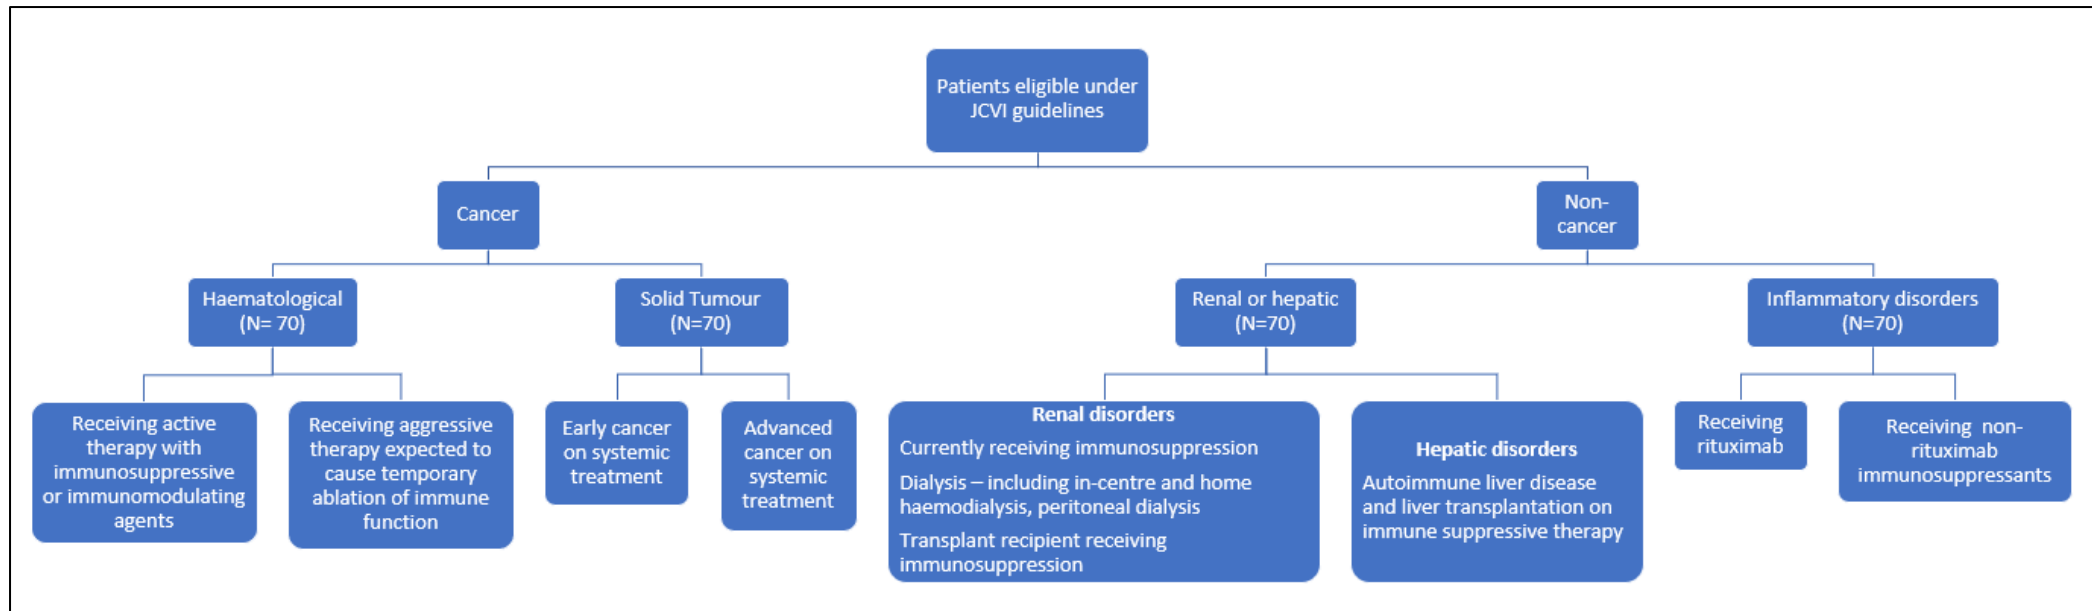 Patients eligible under
JCVI guidelines
Cancer
Non-
cancer
Haematological
(N= 70)
Solid Tumour
(N=70)
Renal or hepatic
(N=70)
Inflammatory disorders
(N=70)
Receiving active
therapy with
immunosuppressive
or immunomodulating
agents
Receiving aggressive
therapy expected to
cause temporary
ablation of immune
function
Early cancer
on systemic
treatment
Advanced
cancer on
systemic
treatment
Renal disorders
Currently receiving immunosuppression
Dialysis – including in-centre and home
haemodialysis, peritoneal dialysis
Transplant recipient receiving
immunosuppression
Hepatic disorders
Autoimmune liver disease
and liver transplantation on
immune suppressive therapy
Receiving
rituximab
Receiving non-
rituximab
immunosuppressants